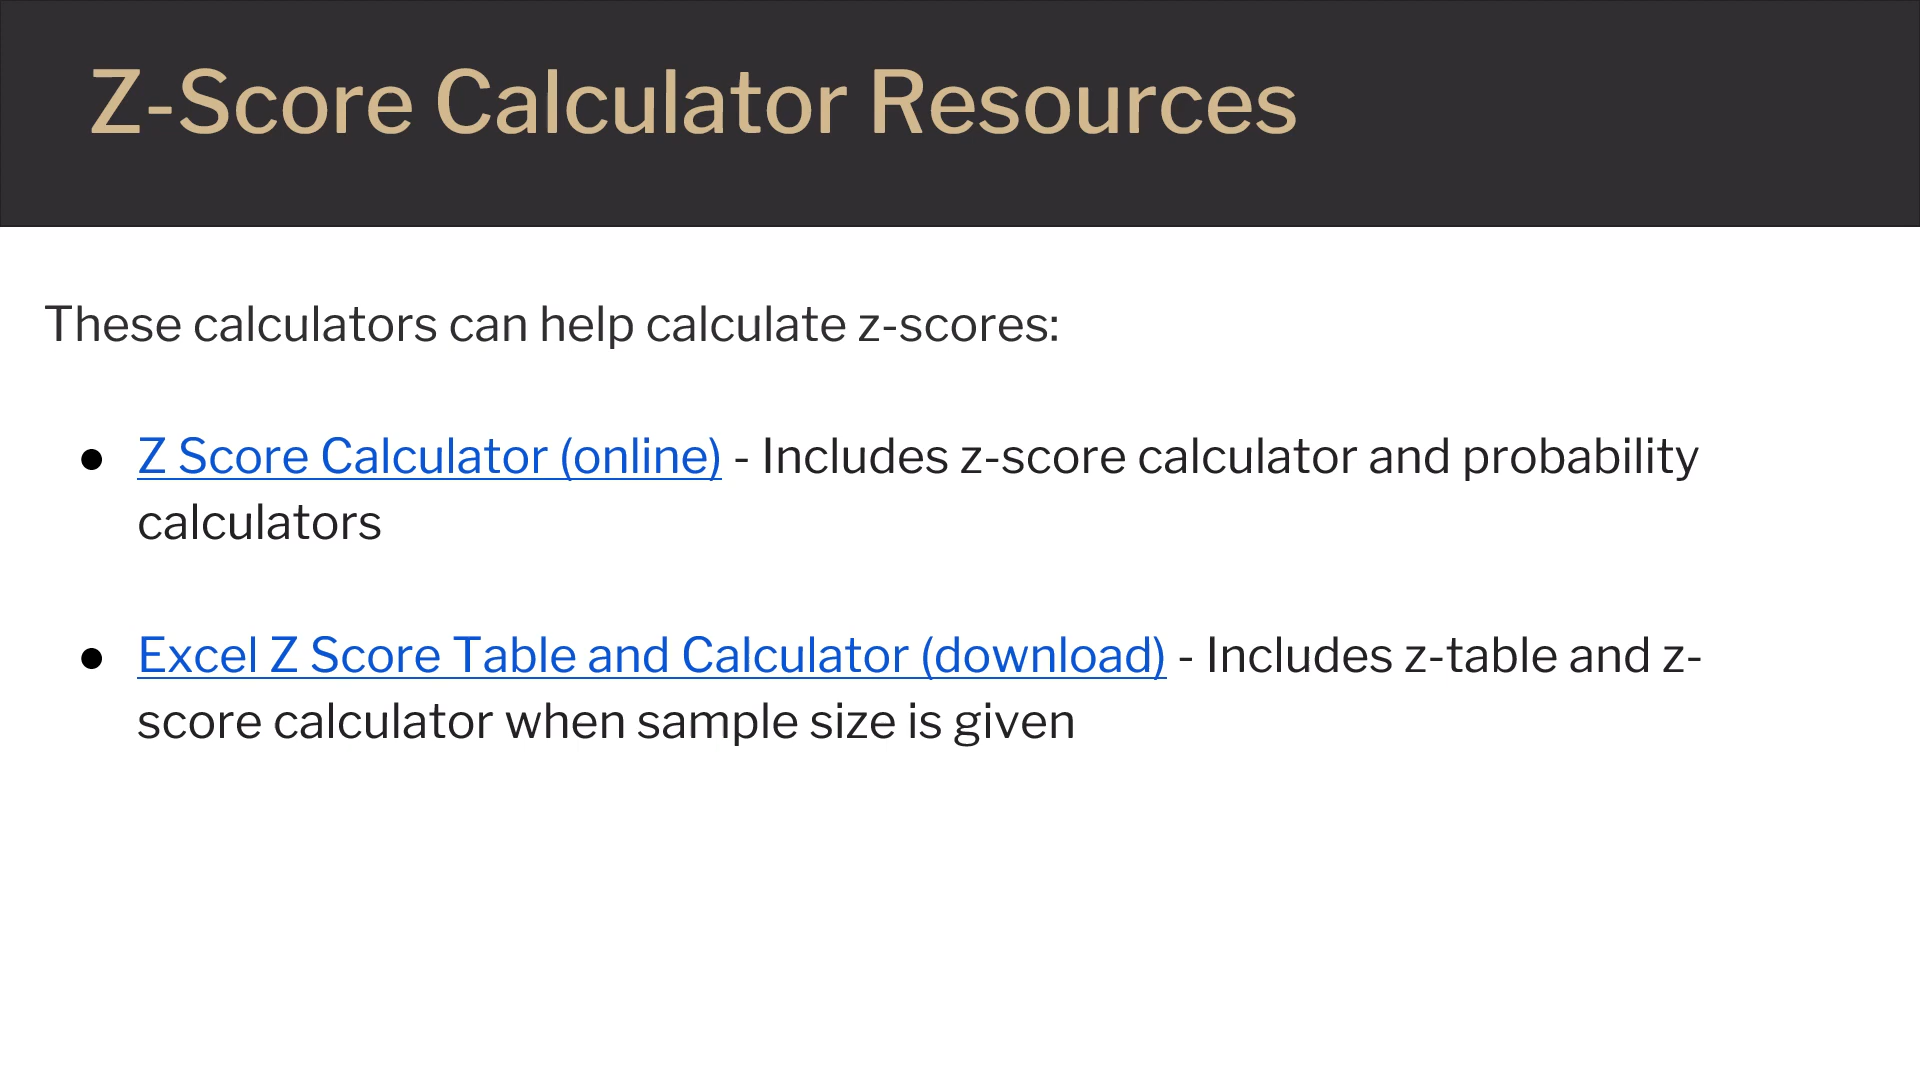 Z-Score Calculator Resources
These calculators can help calculate z-scores:
● Z Score Calculator (online) - Includes z-score calculator and probability
calculators
● Excel Z Score Table and Calculator (download) - Includes z-table and z-
score calculator when sample size is given